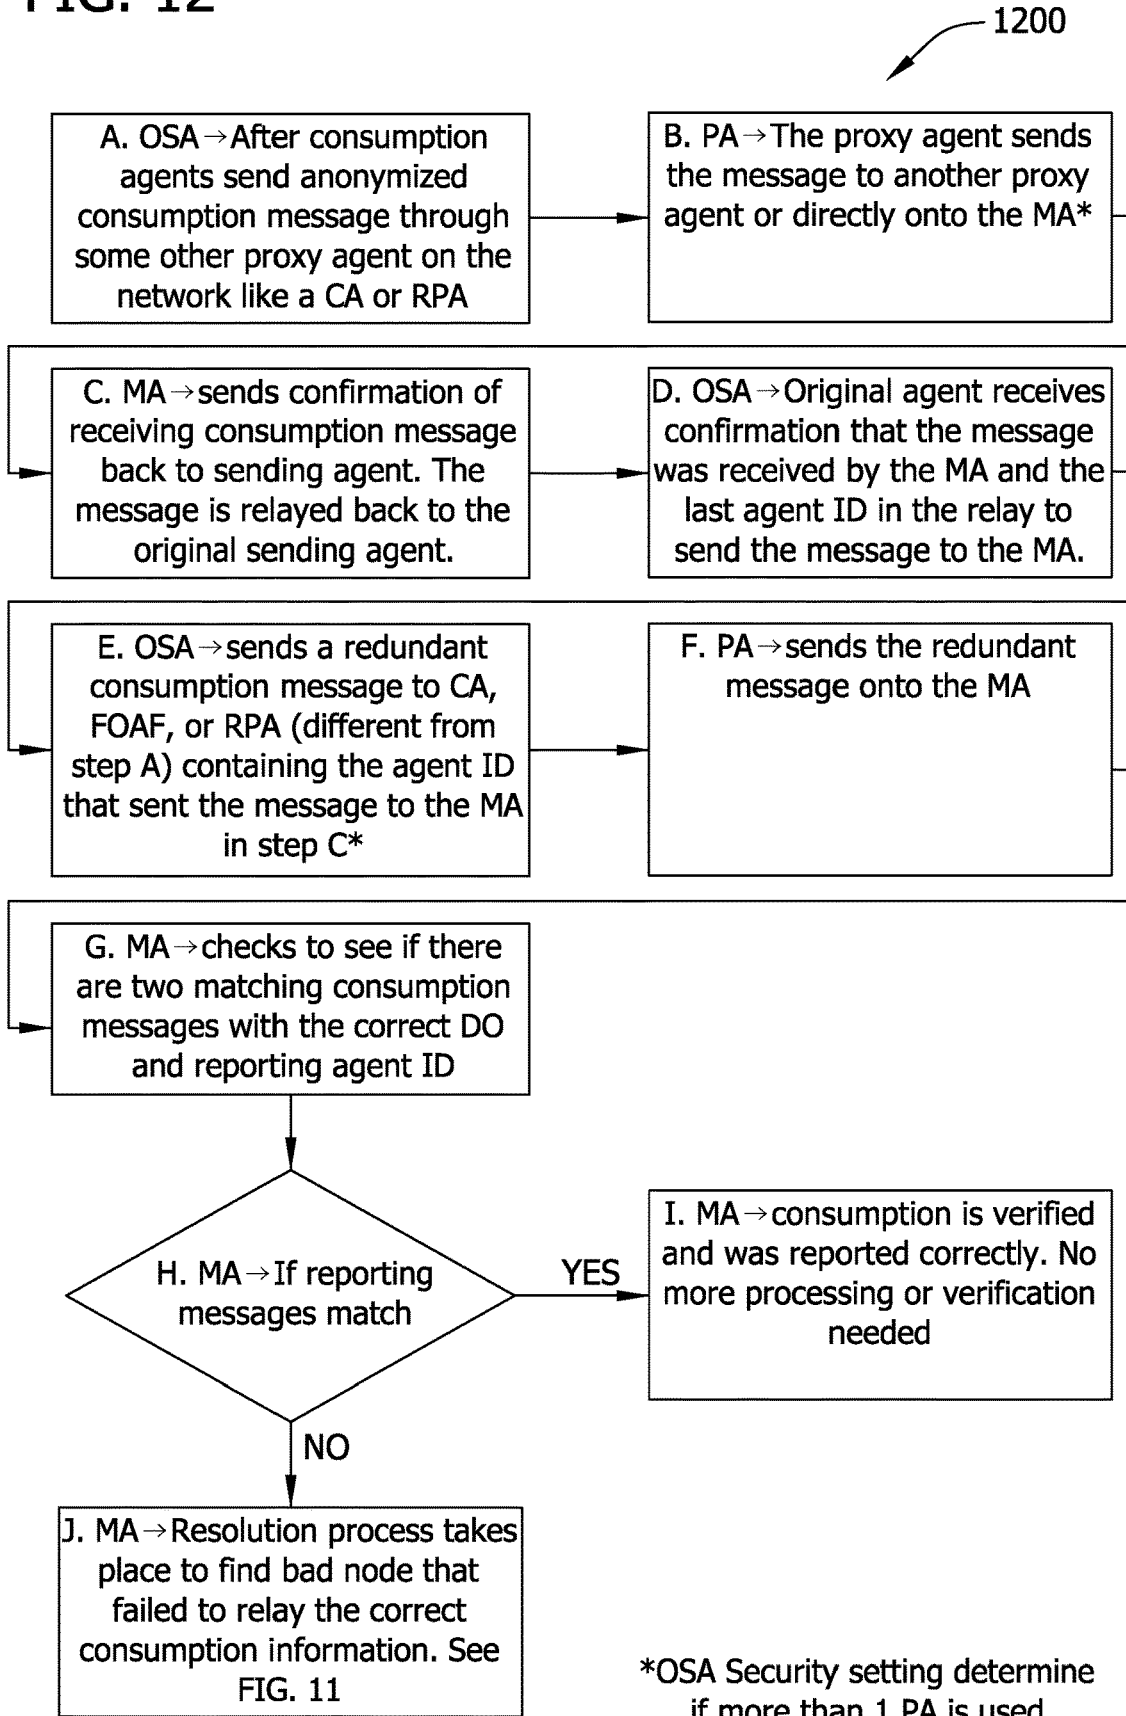 FIG. 12
1200
A. OSA→After consumption
agents send anonymized
consumption message through
some other proxy agent on the
network like a CA or RPA
B. PA→The proxy agent sends
the message to another proxy
agent or directly onto the MA*
C. MA→sends confirmation of
receiving consumption message
back to sending agent. The
message is relayed back to the
original sending agent.
D. OSA→Original agent receives
confirmation that the message
was received by the MA and the
last agent ID in the relay to
send the message to the MA.
E. OSA→sends a redundant
consumption message to CA,
FOAF, or RPA (different from
step A) containing the agent ID
that sent the message to the MA
in step C*
F. PA→sends the redundant
message onto the MA
G. MA→checks to see if there
are two matching consumption
messages with the correct DO
and reporting agent ID
H. MA→If reporting
messages match
YES
I. MA→consumption is verified
and was reported correctly. No
more processing or verification
needed
NO
J. MA→Resolution process takes
place to find bad node that
failed to relay the correct
consumption information. See
FIG. 11
*OSA Security setting determine
if more than 1 PA is used